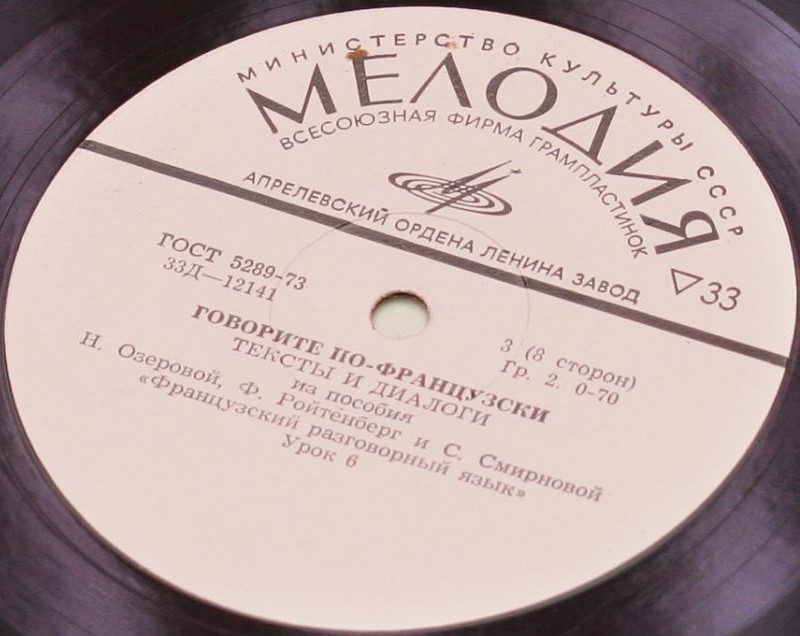 МИНИСТЕРСТВО КУЛЬТУРЫ СССР
МЕЛОДИЯ
ВСЕСОЮЗНАЯ ФИРМА ГРАМПЛАСТИНОК
АПРЕЛЕВСКИЙ ОРДЕНА ЛЕНИНА ЗАВОД
▽33
ГОСТ 5289-73
33Д—12141
3 (8 сторон)
Гр. 2. 0-70
ГОВОРИТЕ ПО-ФРАНЦУЗСКИ
ТЕКСТЫ И ДИАЛОГИ
из пособия
Н. Озеровой, Ф. Ройтенберг и С. Смирновой
«Французский разговорный язык»
Урок 6